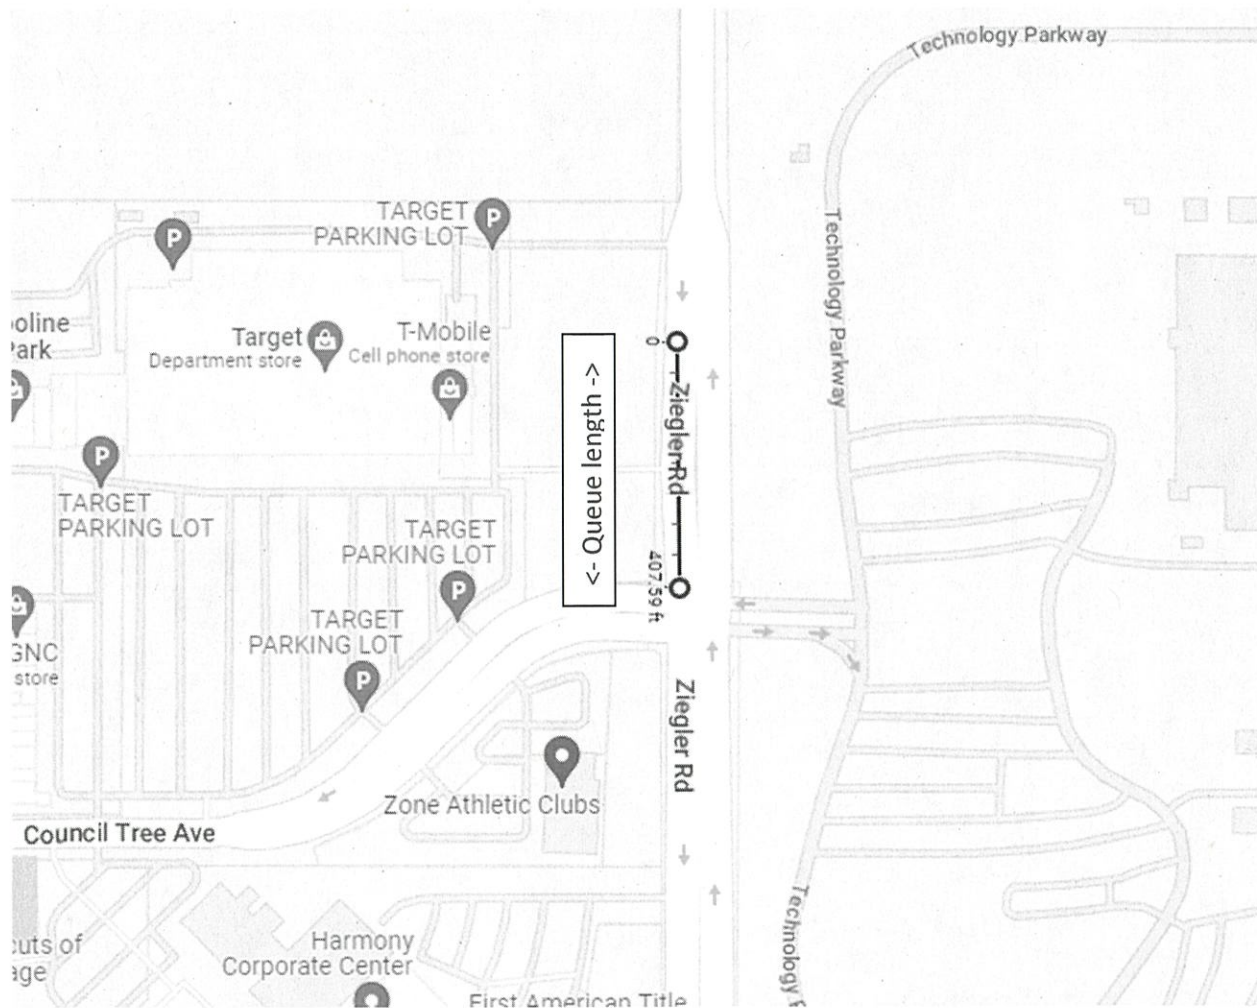 Technology Parkway
TARGET
PARKING LOT
P
P
Technology Parkway
ooline
Park
Target
Department store
T-Mobile
Cell phone store
0
<- Queue length ->
Ziegler Rd
407.59 ft
P
TARGET
PARKING LOT
TARGET
PARKING LOT
P
TARGET
PARKING LOT
P
GNC
store
Ziegler Rd
Zone Athletic Clubs
Council Tree Ave
Harmony
Corporate Center
cuts of
age
Technology P
First American Title